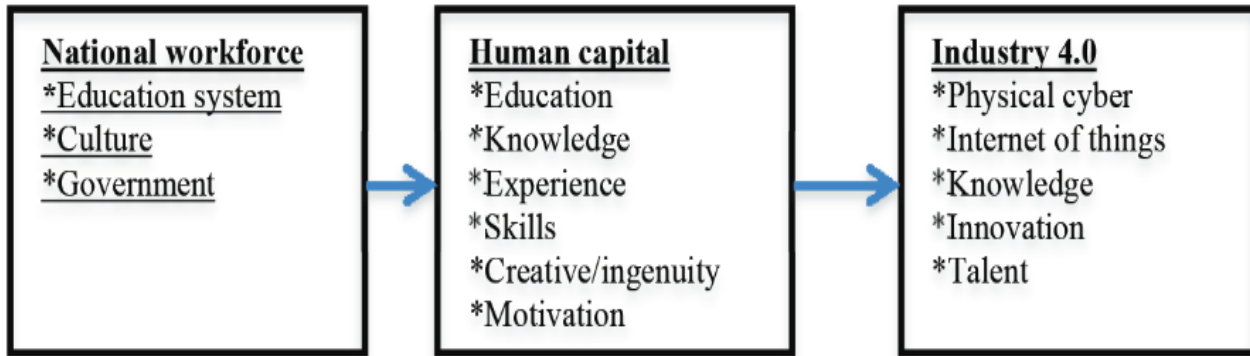 National workforce
*Education system
*Culture
*Government
Human capital
*Education
*Knowledge
*Experience
*Skills
*Creative/ingenuity
*Motivation
Industry 4.0
*Physical cyber
*Internet of things
*Knowledge
*Innovation
*Talent